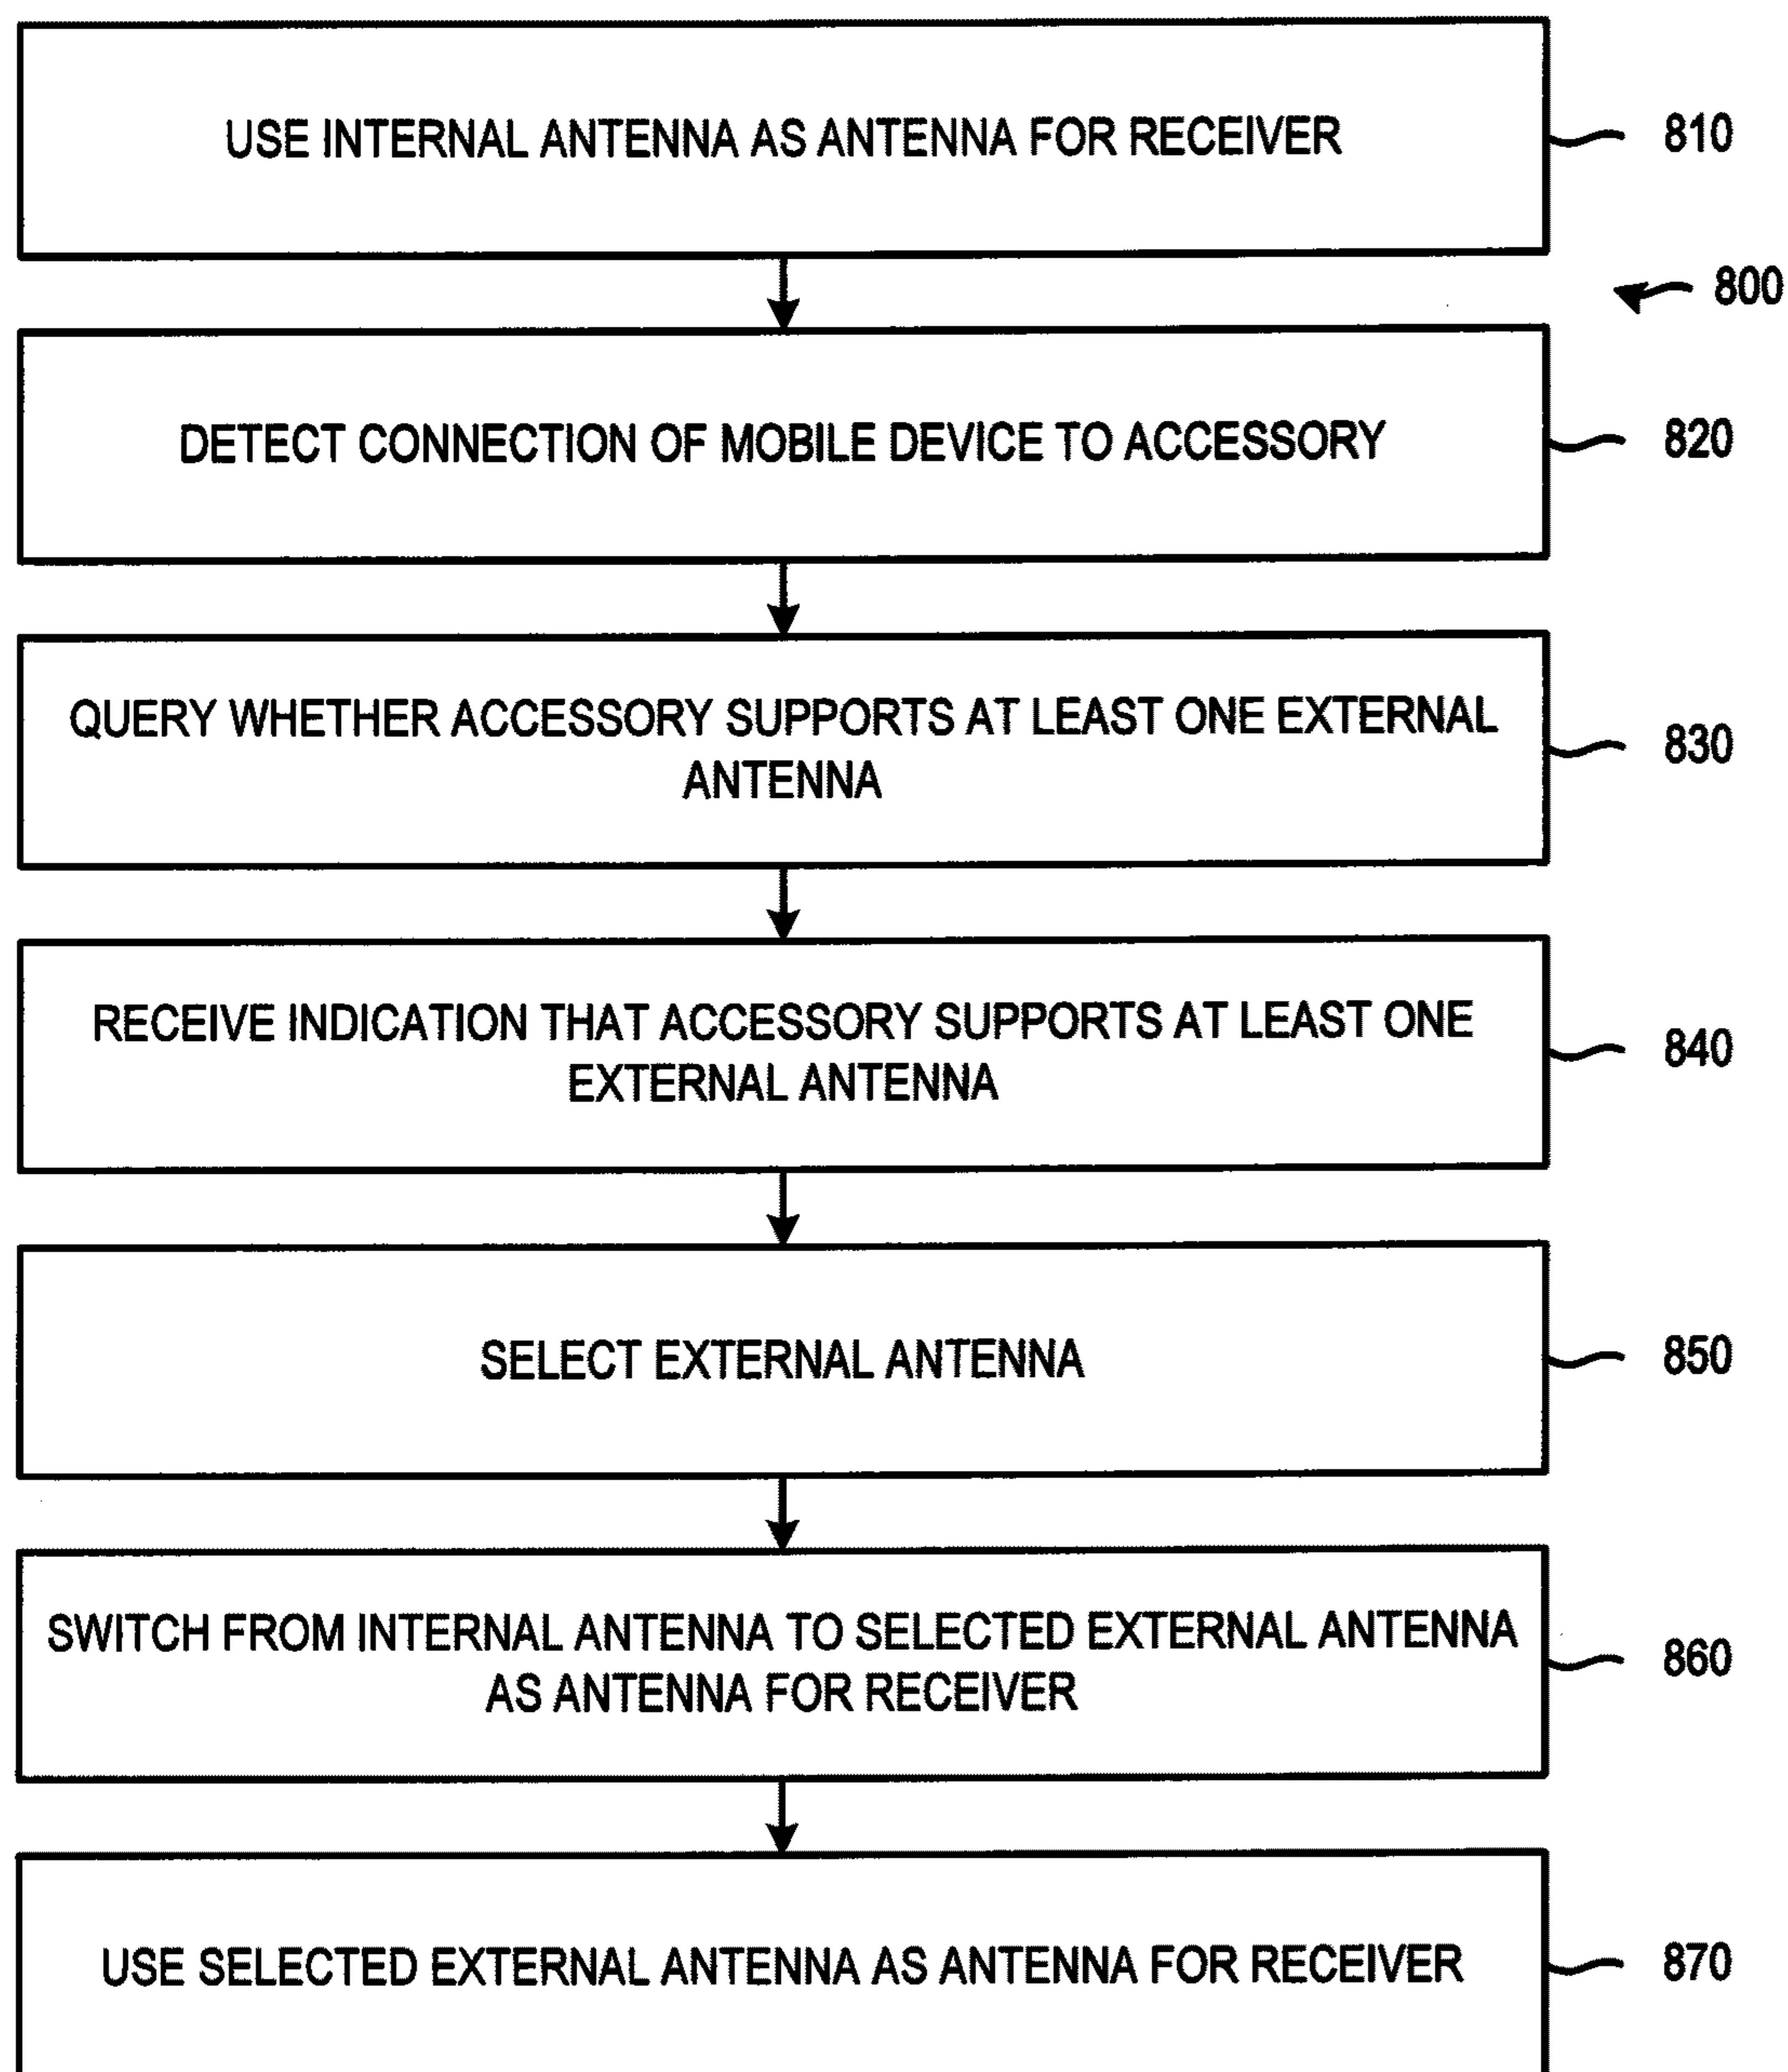 USE INTERNAL ANTENNA AS ANTENNA FOR RECEIVER
810
800
DETECT CONNECTION OF MOBILE DEVICE TO ACCESSORY
820
QUERY WHETHER ACCESSORY SUPPORTS AT LEAST ONE EXTERNAL
ANTENNA
830
RECEIVE INDICATION THAT ACCESSORY SUPPORTS AT LEAST ONE
EXTERNAL ANTENNA
840
SELECT EXTERNAL ANTENNA
850
SWITCH FROM INTERNAL ANTENNA TO SELECTED EXTERNAL ANTENNA
AS ANTENNA FOR RECEIVER
860
USE SELECTED EXTERNAL ANTENNA AS ANTENNA FOR RECEIVER
870